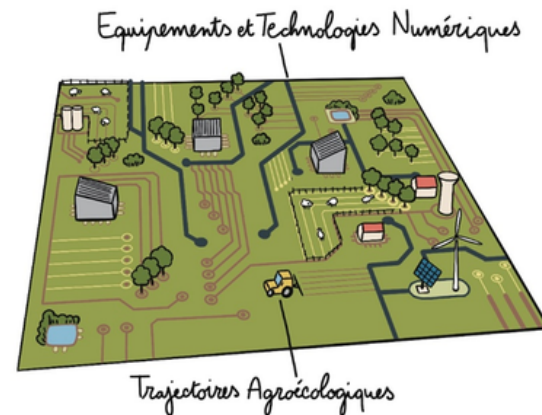 Equipements et Technologies Numériques
Trajectoires Agroécologiques